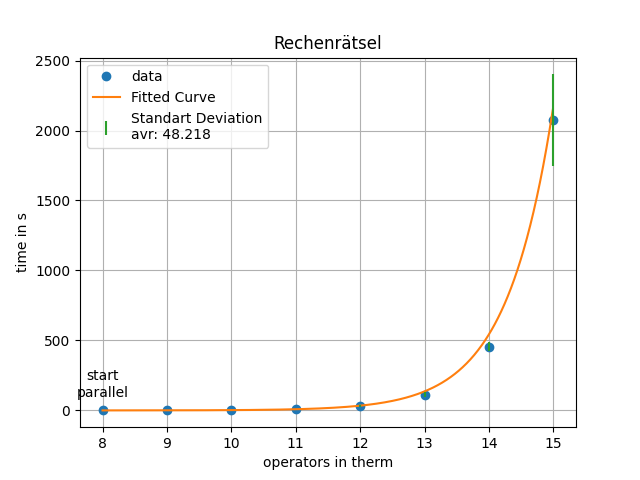 Rechenrätsel
data
Fitted Curve
Standart Deviation
avr: 48.218
2500
2000
1500
1000
500
0
time in s
start
parallel
8 9 10 11 12 13 14 15
operators in therm